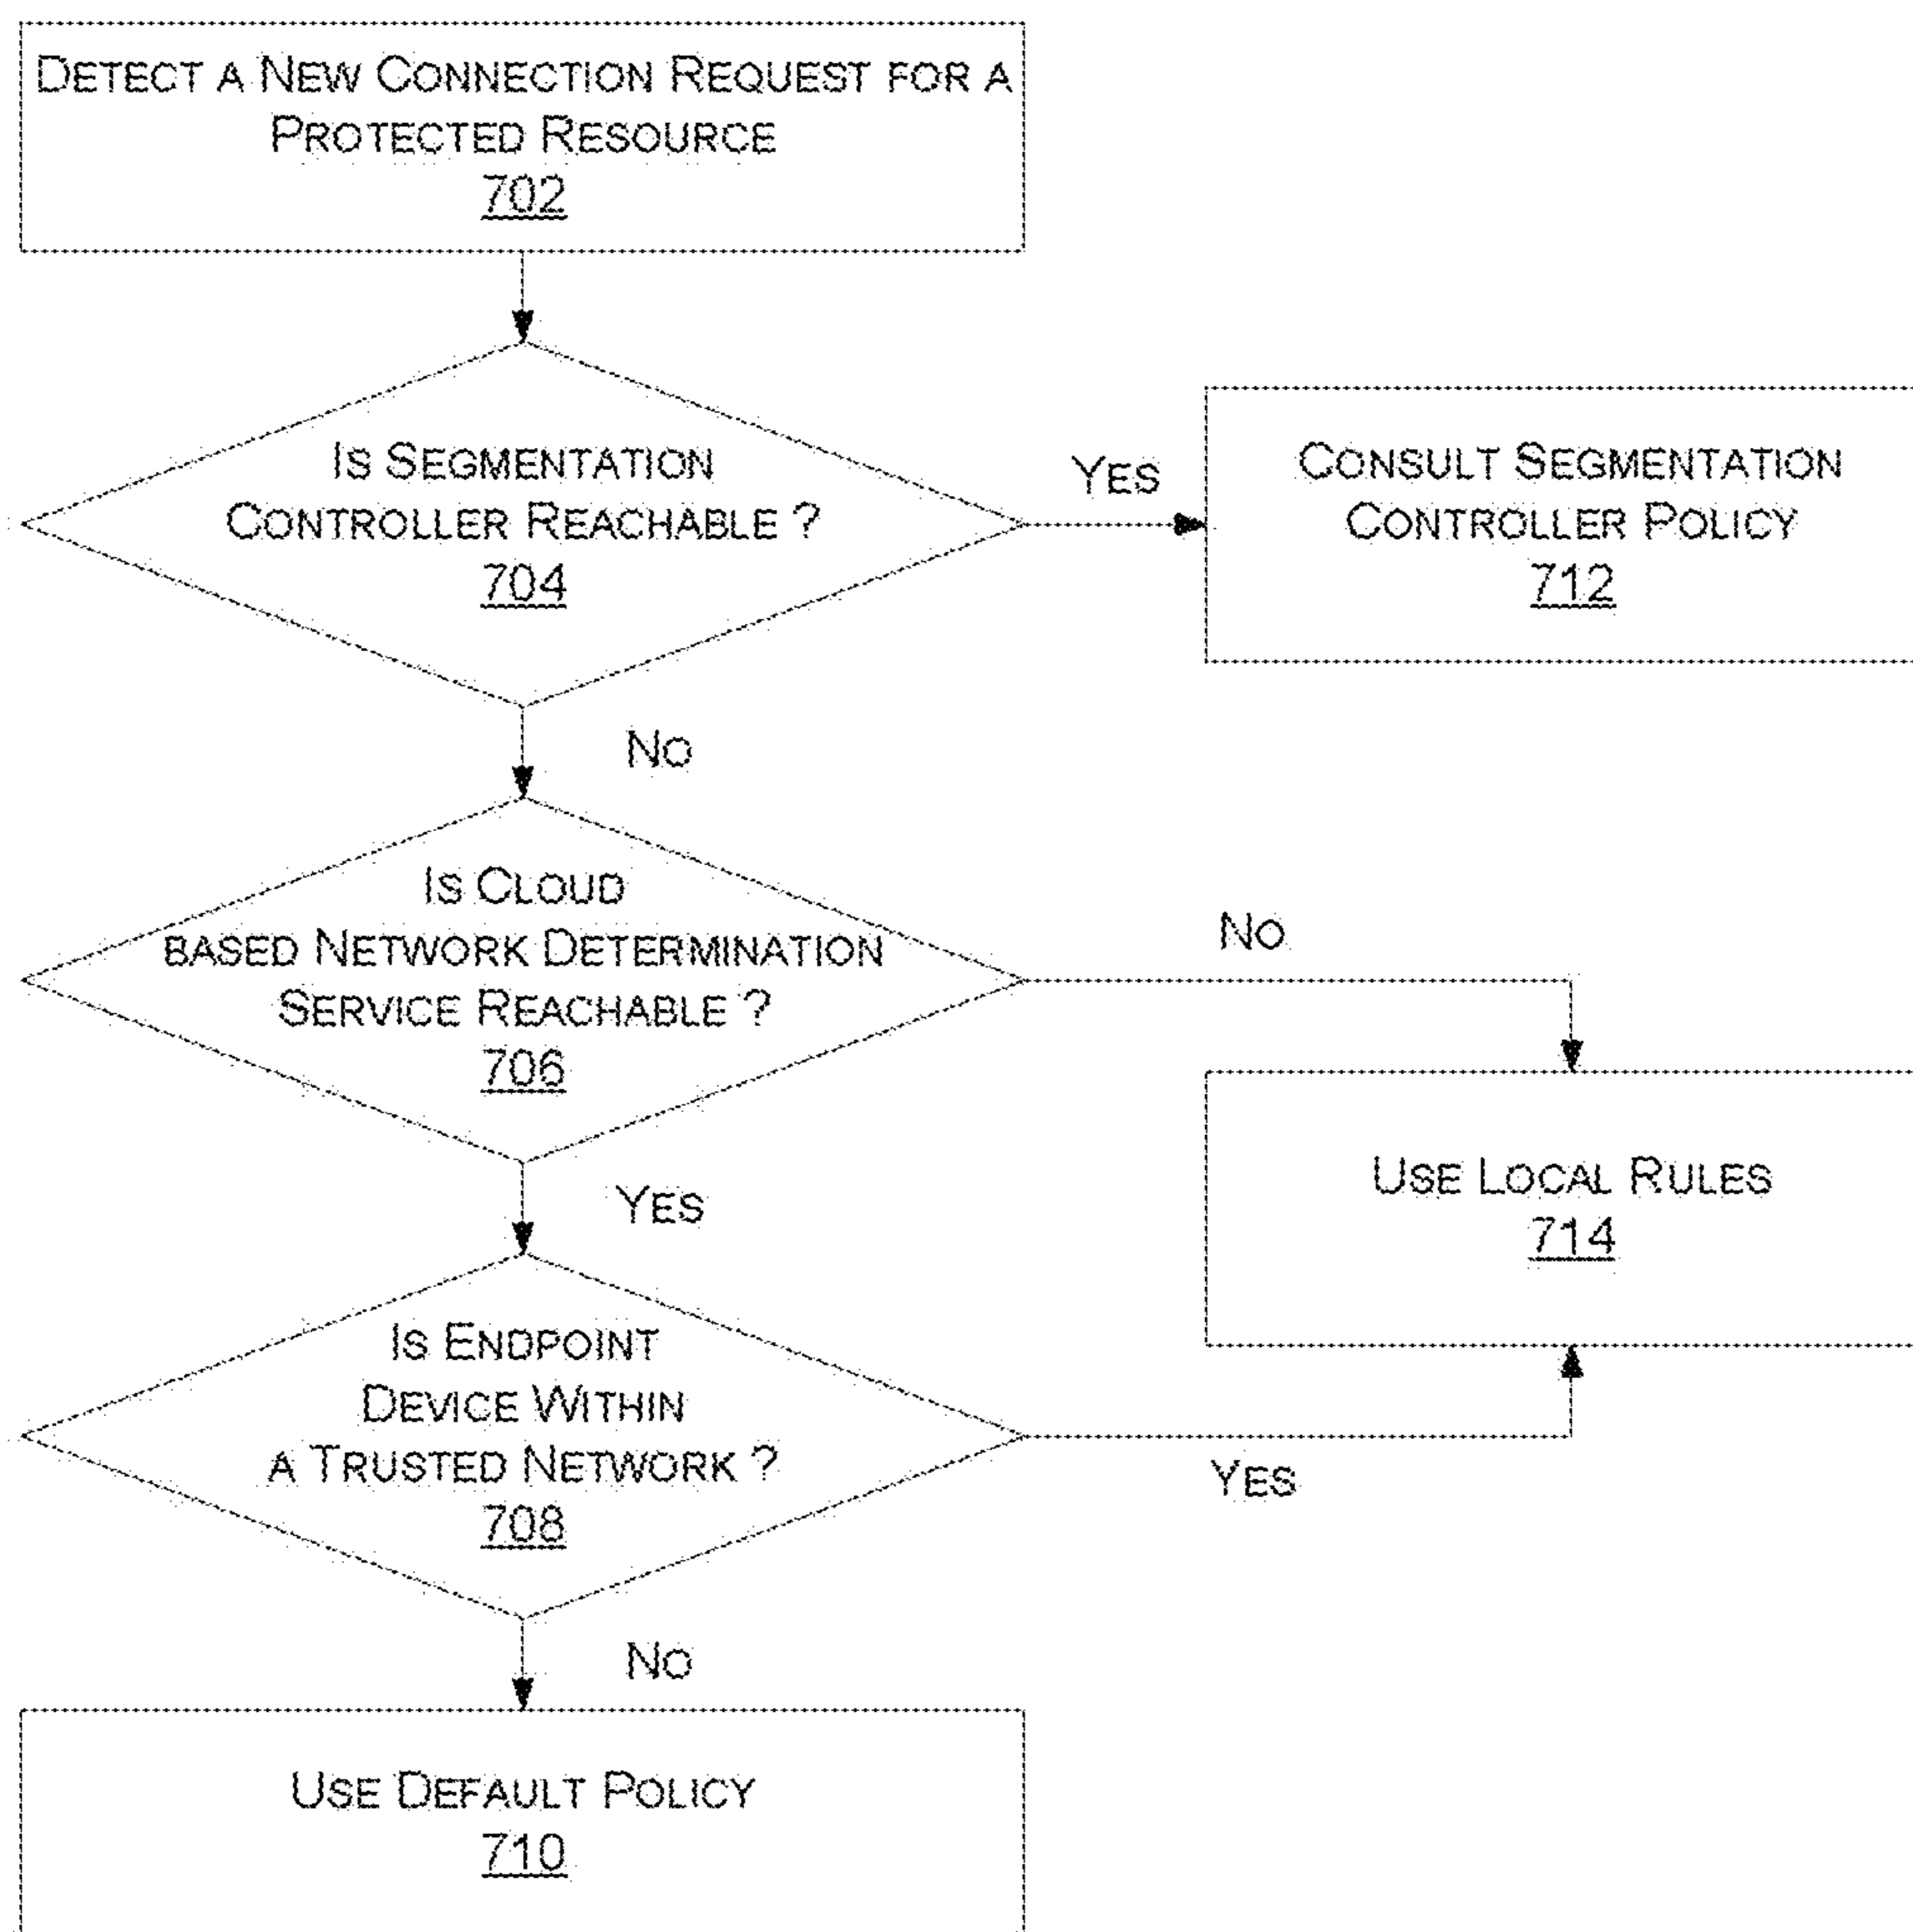 DETECT A NEW CONNECTION REQUEST FOR A
PROTECTED RESOURCE
702
IS SEGMENTATION
CONTROLLER REACHABLE ?
704
YES
CONSULT SEGMENTATION
CONTROLLER POLICY
712
NO
IS CLOUD
BASED NETWORK DETERMINATION
SERVICE REACHABLE ?
706
NO
YES
USE LOCAL RULES
714
IS ENDPOINT
DEVICE WITHIN
A TRUSTED NETWORK ?
708
YES
NO
USE DEFAULT POLICY
710